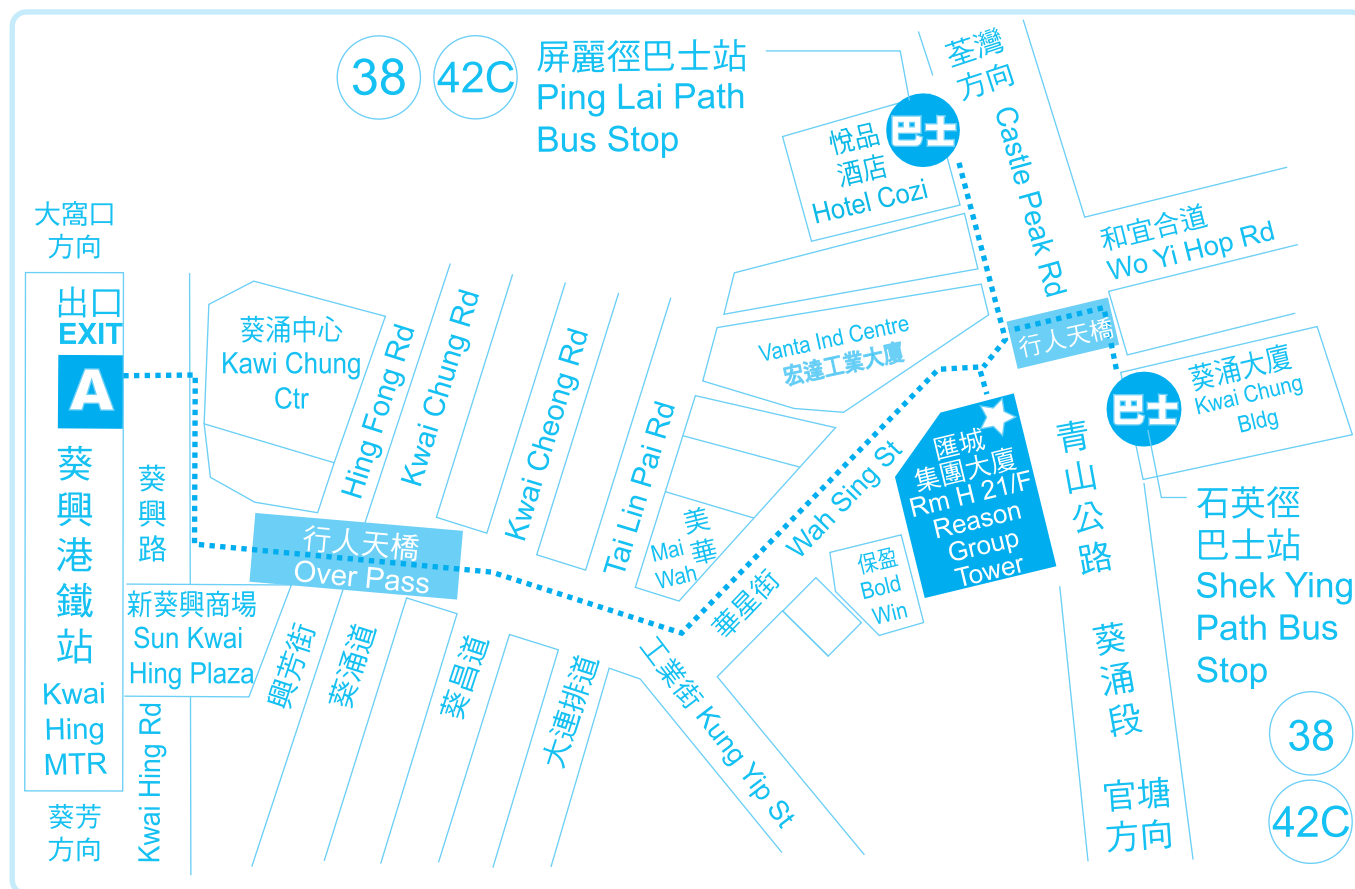 38
42C
屏麗徑巴士站
Ping Lai Path
Bus Stop
荃灣
方向
Castle Peak Rd
巴士
悅品
酒店
Hotel Cozi
和宜合道
Wo Yi Hop Rd
大窩口
方向
出口
EXIT
A
葵興港鐵站
Kwai
Hing
MTR
葵芳
方向
葵興路
Kwai Hing Rd
葵涌中心
Kawi Chung
Ctr
Hing Fong Rd
Kwai Chung Rd
Kwai Cheong Rd
Tai Lin Pai Rd
行人天橋
Over Pass
新葵興商場
Sun Kwai
Hing Plaza
興芳街
葵涌道
葵昌道
大連排道
工業街 Kung Yip St
Vanta Ind Centre
宏達工業大廈
美華
Mai
Wah
華星街
Wah Sing St
保盈
Bold
Win
匯城
集團大廈
Rm H 21/F
Reason
Group
Tower
行人天橋
巴士
葵涌大廈
Kwai Chung
Bldg
青山公路
葵涌段
官塘
方向
石英徑
巴士站
Shek Ying
Path Bus
Stop
38
42C